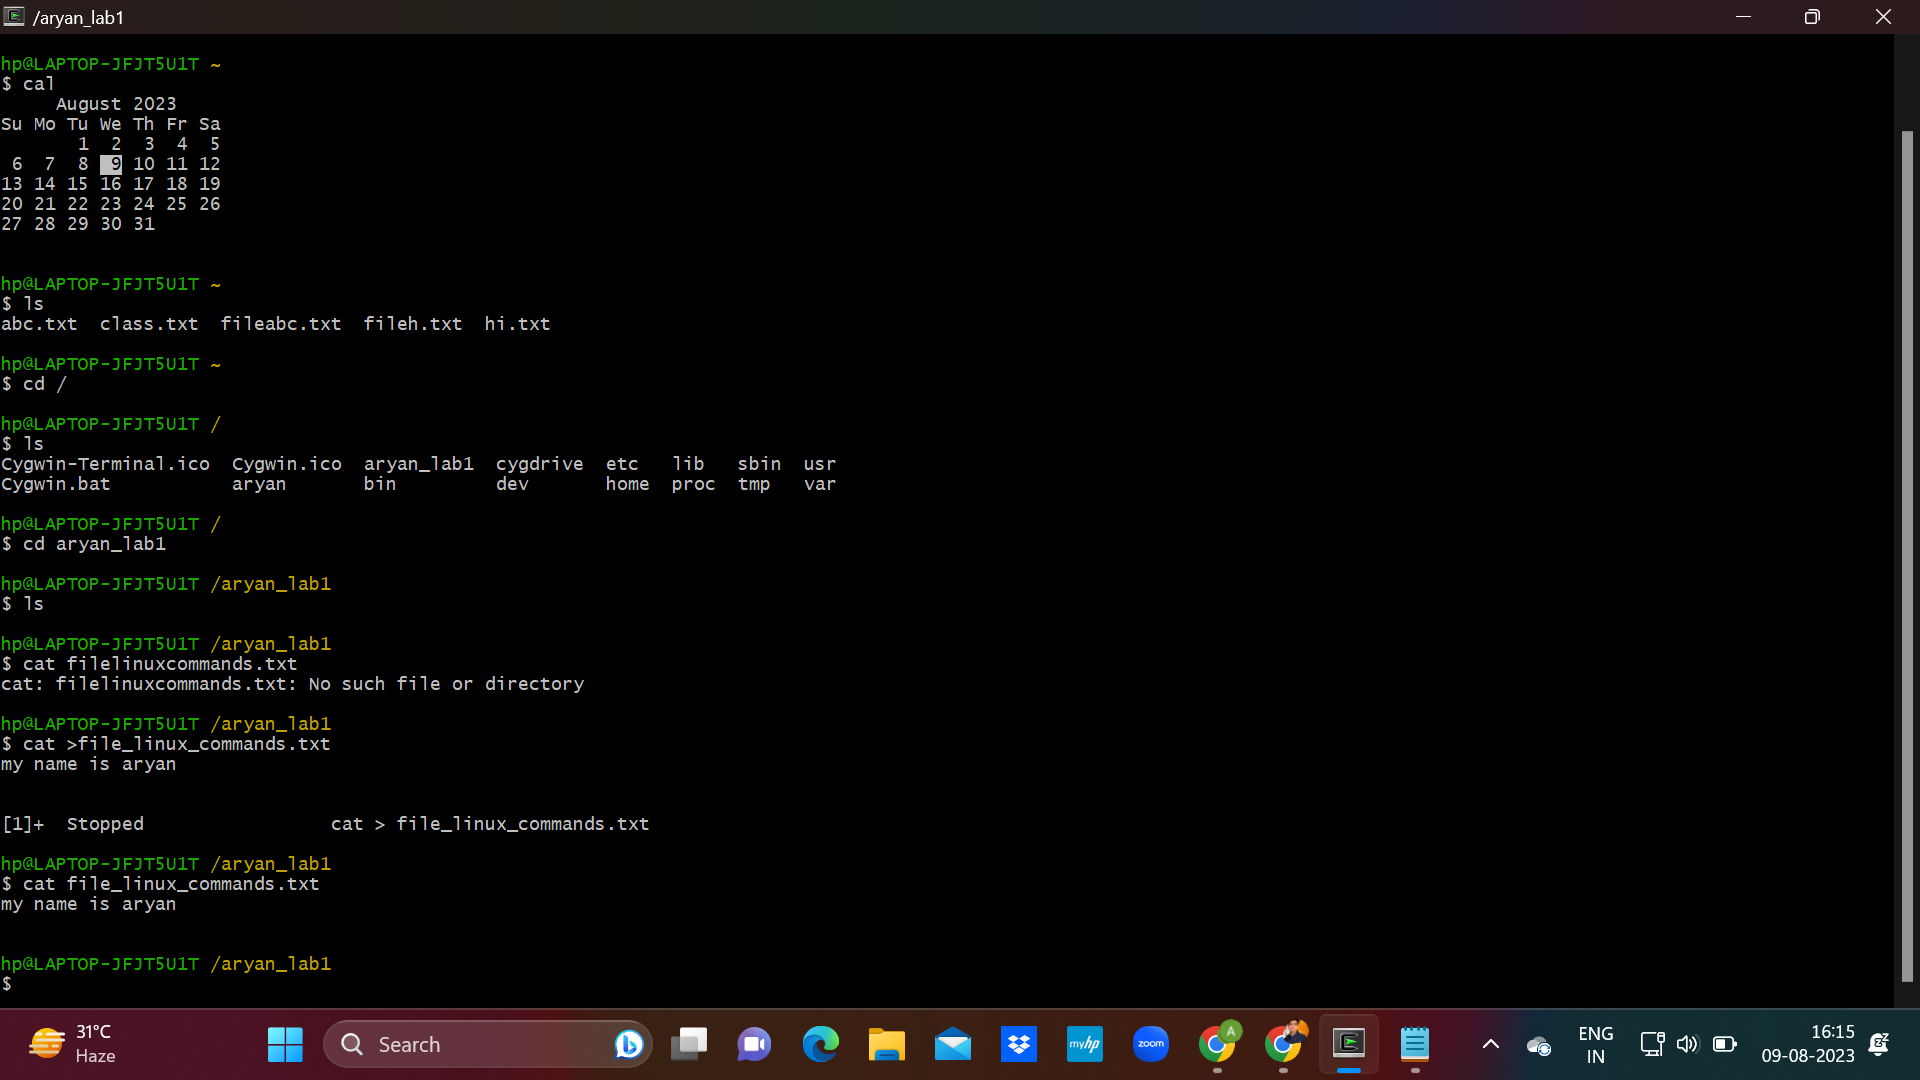 /aryan_lab1
hp@LAPTOP-JFJT5U1T ~
$ cal
August 2023
Su Mo Tu We Th Fr Sa
1 2 3 4 5
6 7 8 9 10 11 12
13 14 15 16 17 18 19
20 21 22 23 24 25 26
27 28 29 30 31
hp@LAPTOP-JFJT5U1T ~
$ ls
abc.txt class.txt fileabc.txt fileh.txt hi.txt
hp@LAPTOP-JFJT5U1T ~
$ cd /
hp@LAPTOP-JFJT5U1T /
$ ls
Cygwin-Terminal.ico Cygwin.ico aryan_lab1 cygdrive etc lib sbin usr
Cygwin.bat aryan bin dev home proc tmp var
hp@LAPTOP-JFJT5U1T /
$ cd aryan_lab1
hp@LAPTOP-JFJT5U1T /aryan_lab1
$ ls
hp@LAPTOP-JFJT5U1T /aryan_lab1
$ cat filelinuxcommands.txt
cat: filelinuxcommands.txt: No such file or directory
hp@LAPTOP-JFJT5U1T /aryan_lab1
$ cat >file_linux_commands.txt
my name is aryan
[1]+ Stopped cat > file_linux_commands.txt
hp@LAPTOP-JFJT5U1T /aryan_lab1
$ cat file_linux_commands.txt
my name is aryan
hp@LAPTOP-JFJT5U1T /aryan_lab1
$
31°C
Haze
Search
myhp
zoom
A
ENG
IN
16:15
09-08-2023